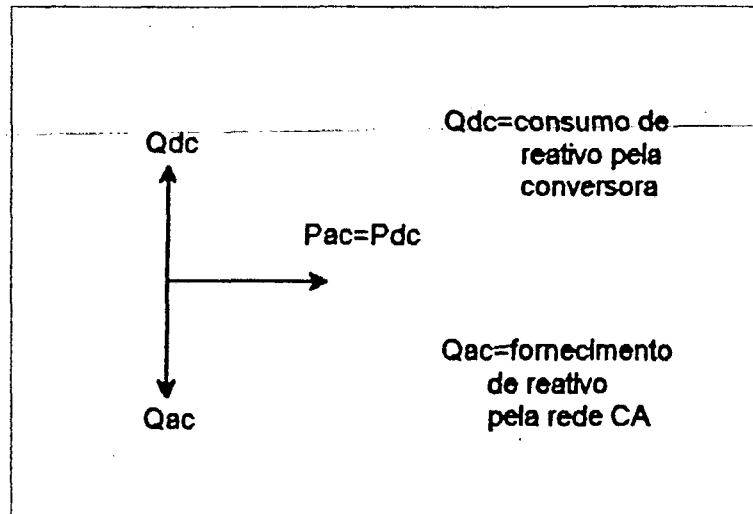 Qdc
Qdc=consumo de
reativo pela
conversora
Pac=Pdc
Qac=fornecimento
de reativo
pela rede CA
Qac